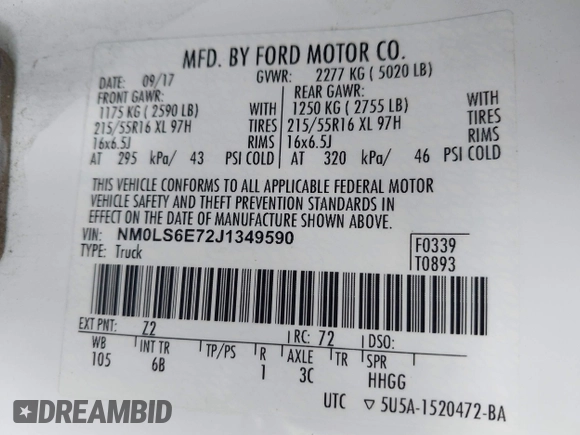 MFD. BY FORD MOTOR CO.
DATE: 09/17 GVWR: 2277 KG ( 5020 LB)
FRONT GAWR: REAR GAWR:
1175 KG ( 2590 LB) WITH 1250 KG ( 2755 LB) WITH
215/55R16 XL 97H TIRES 215/55R16 XL 97H TIRES
16x6.5J RIMS 16x6.5J RIMS
AT 295 kPa/ 43 PSI COLD AT 320 kPa/ 46 PSI COLD
THIS VEHICLE CONFORMS TO ALL APPLICABLE FEDERAL MOTOR
VEHICLE SAFETY AND THEFT PREVENTION STANDARDS IN
EFFECT ON THE DATE OF MANUFACTURE SHOWN ABOVE.
VIN: NM0LS6E72J1349590 F0339
TYPE: Truck T0893
EXT PNT: Z2 RC: 72 DSO:
WB INT TR TP/PS R AXLE TR SPR
105 6B 1 3C HHGG
UTC ▽ 5U5A-1520472-BA
DREAMBID